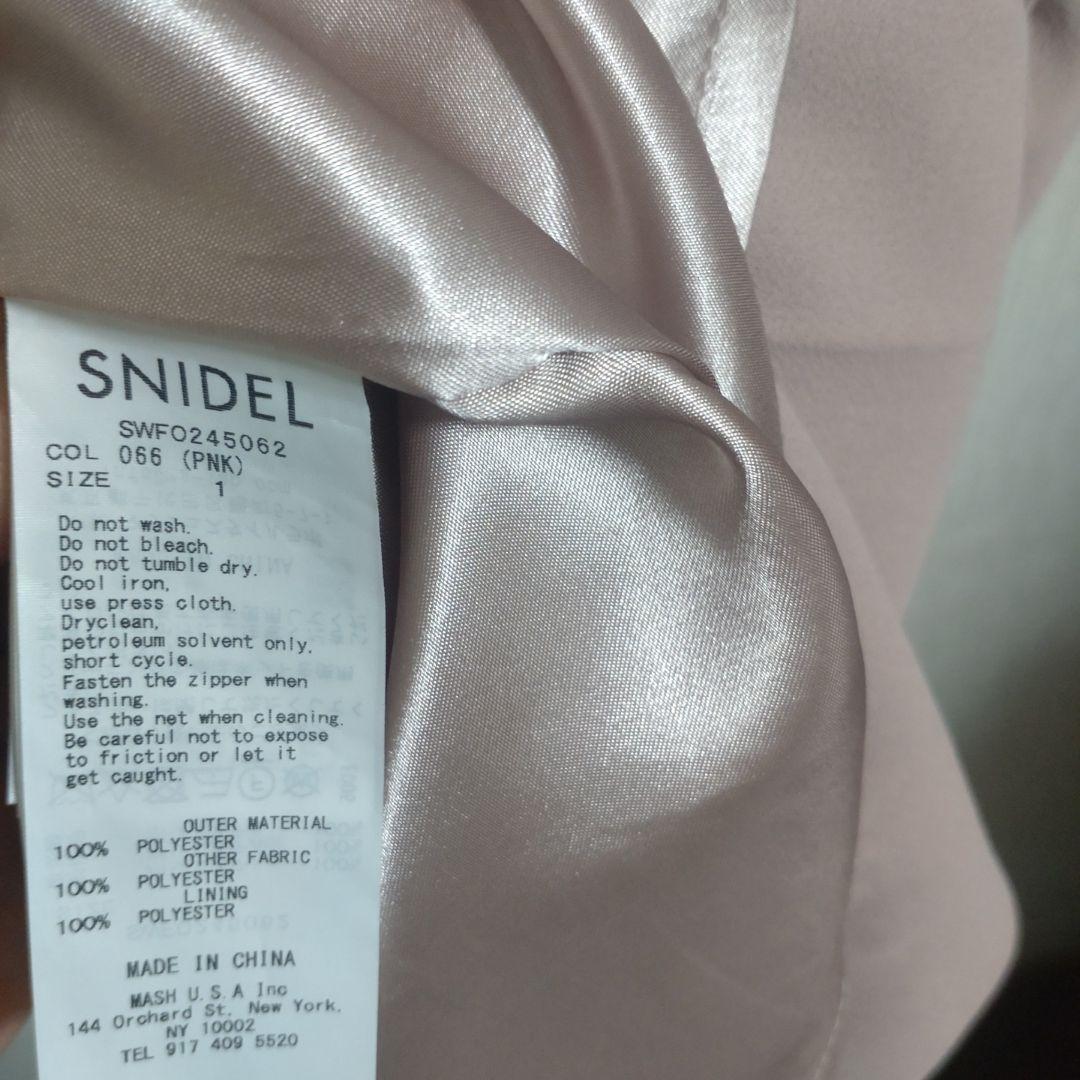 SNIDEL
SWFO245062
COL 066 (PNK)
SIZE 1
Do not wash.
Do not bleach.
Do not tumble dry.
Cool iron,
use press cloth.
Dryclean,
petroleum solvent only,
short cycle.
Fasten the zipper when
washing.
Use the net when cleaning.
Be careful not to expose
to friction or let it
get caught.
OUTER MATERIAL
100% POLYESTER
OTHER FABRIC
100% POLYESTER
LINING
100% POLYESTER
MADE IN CHINA
MASH U.S.A Inc
144 Orchard St. New York,
NY 10002
TEL 917 409 5520